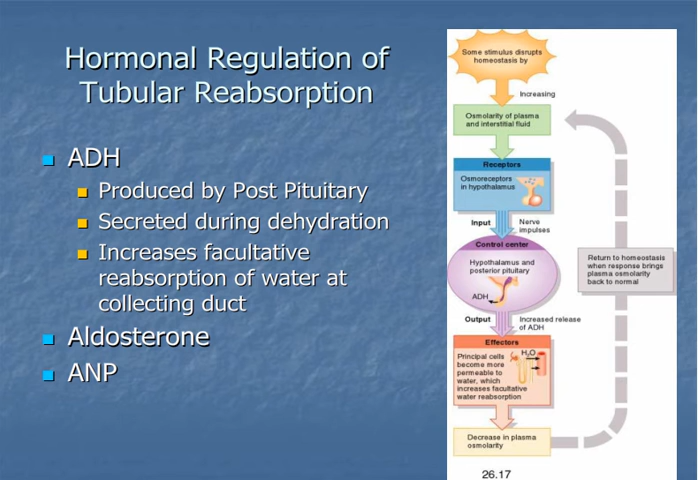 Hormonal Regulation of
Tubular Reabsorption
ADH
Produced by Post Pituitary
Secreted during dehydration
Increases facultative
reabsorption of water at
collecting duct
Aldosterone
ANP
Some stimulus disrupts
homeostasis by
Increasing
Osmolarity of plasma
and interstitial fluid
Receptors
Osmoreceptors
in hypothalamus
Input
Nerve
impulses
Control center
Hypothalamus and
posterior pituitary
ADH
Output
Increased release
of ADH
Effectors
Principal cells
become more
permeable to
water, which
increases facultative
water reabsorption
H₂O
Decrease in plasma
osmolarity
Return to homeostasis
when response brings
plasma osmolarity
back to normal
26.17